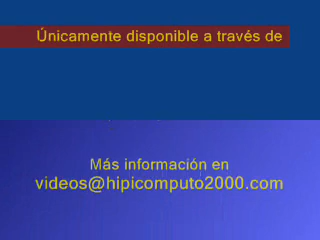 Únicamente disponible a través de
Más información en
videos@hipicomputo2000.com